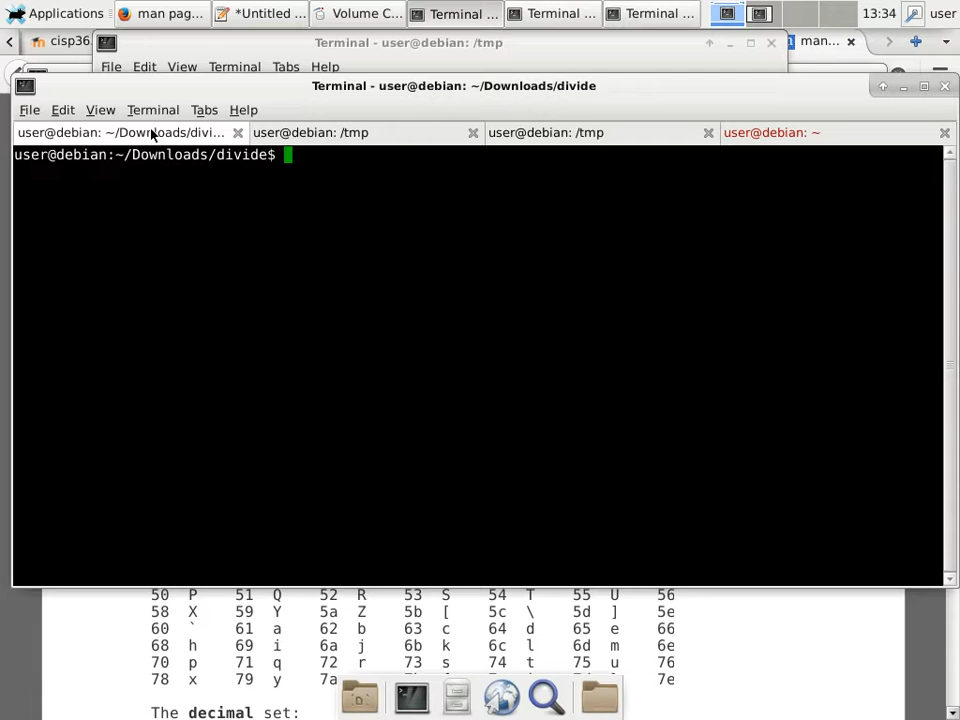 Applications man pag... *Untitled ... Volume C... Terminal ... Terminal ... Terminal ... 13:34 user
cisp36 Terminal - user@debian: /tmp man...
File Edit View Terminal Tabs Help
Terminal - user@debian: ~/Downloads/divide
File Edit View Terminal Tabs Help
user@debian: ~/Downloads/divi... user@debian: /tmp user@debian: /tmp user@debian: ~
user@debian:~/Downloads/divide$
50 P 51 Q 52 R 53 S 54 T 55 U 56
58 X 59 Y 5a Z 5b [ 5c \ 5d ] 5e
60 ` 61 a 62 b 63 c 64 d 65 e 66
68 h 69 i 6a j 6b k 6c l 6d m 6e
70 p 71 q 72 r 73 s 74 t 75 u 76
78 x 79 y 7a 7e
The decimal set: